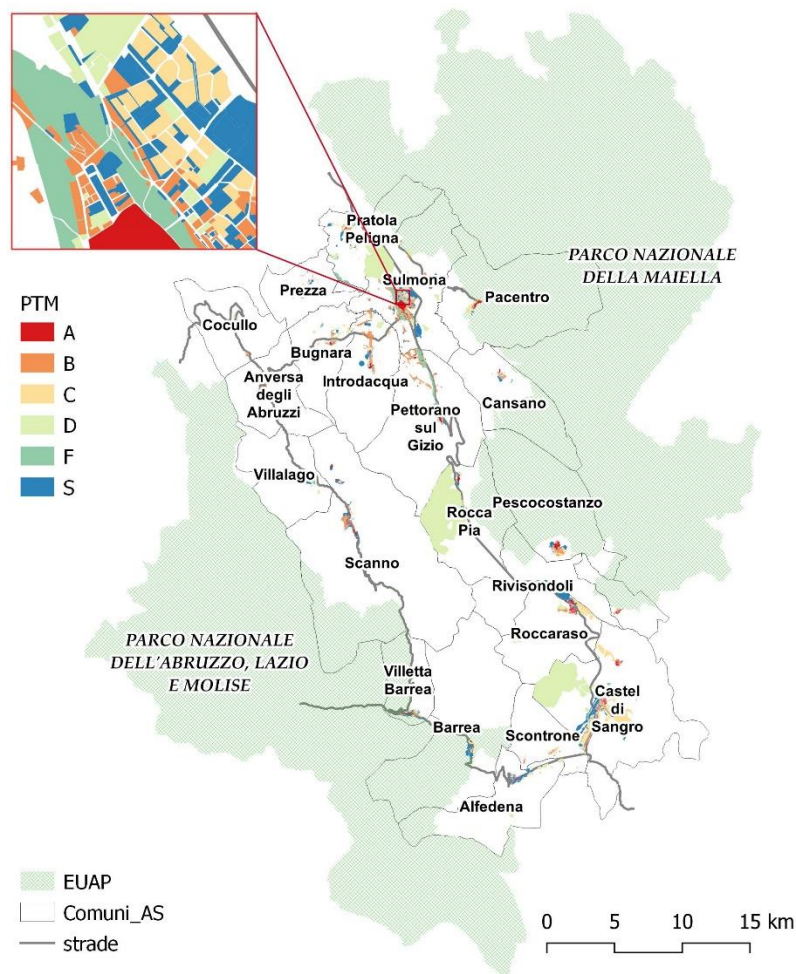 Pratola
Peligna
PARCO NAZIONALE
DELLA MAIELLA
Sulmona
Prezza
Pacentro
PTM
A
B
C
D
F
S
Cocullo
Bugnara
Introdacqua
Anversa
degli
Abruzzi
Cansano
Pettorano
sul
Gizio
Villalago
Pescocostanzo
Rocca
Pia
Scanno
Rivisondoli
Roccaraso
PARCO NAZIONALE
DELL'ABRUZZO, LAZIO
E MOLISE
Villetta
Barrea
Castel
di
Sangro
Barrea
Scontrone
Alfedena
EUAP
Comuni_AS
strade
0 5 10 15 km